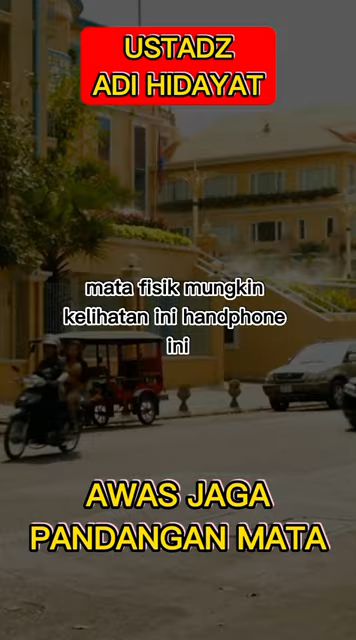 USTADZ
ADI HIDAYAT
mata fisik mungkin
kelihatan ini handphone
ini
AWAS JAGA
PANDANGAN MATA